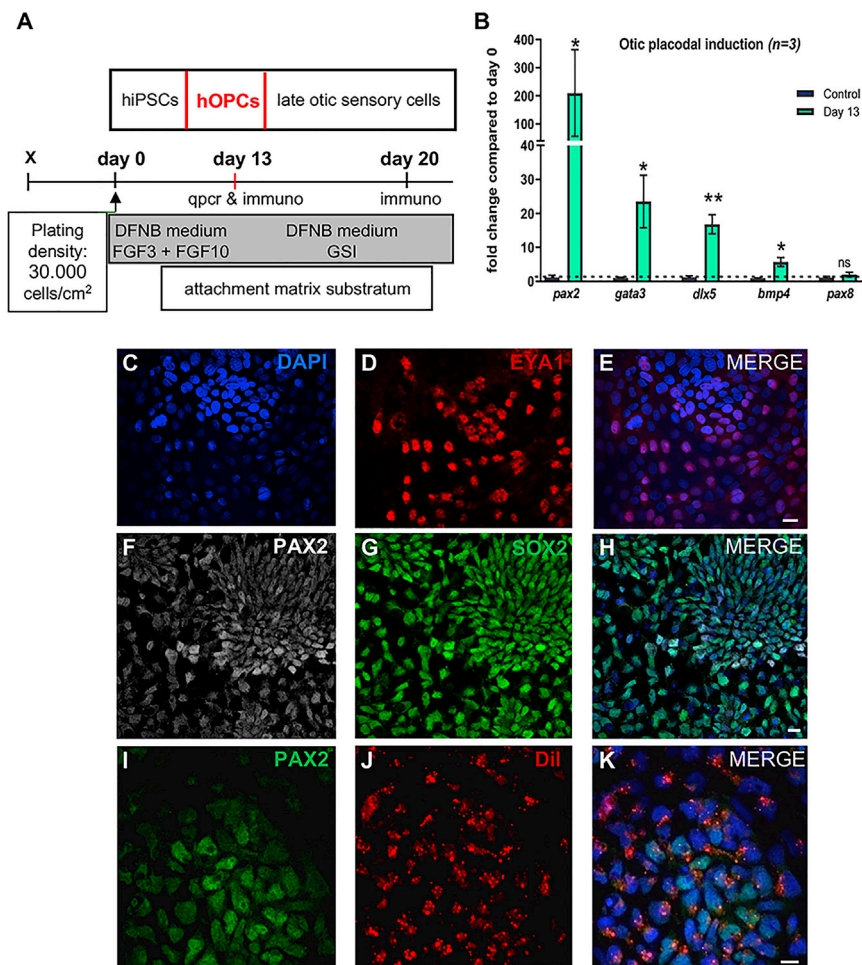 A
hiPSCs hOPCs late otic sensory cells
X day 0 day 13 day 20
qpcr & immuno immuno
Plating
density:
30.000
cells/cm²
DFNB medium DFNB medium
FGF3 + FGF10 GSI
attachment matrix substratum
B
Otic placodal induction (n=3)
fold change compared to day 0
400
300
200
100
40
20
10
0
* * ** * ns
Control
Day 13
pax2 gata3 dlx5 bmp4 pax8
C DAPI D EYA1 E MERGE
F PAX2 G SOX2 H MERGE
I PAX2 J DiI K MERGE